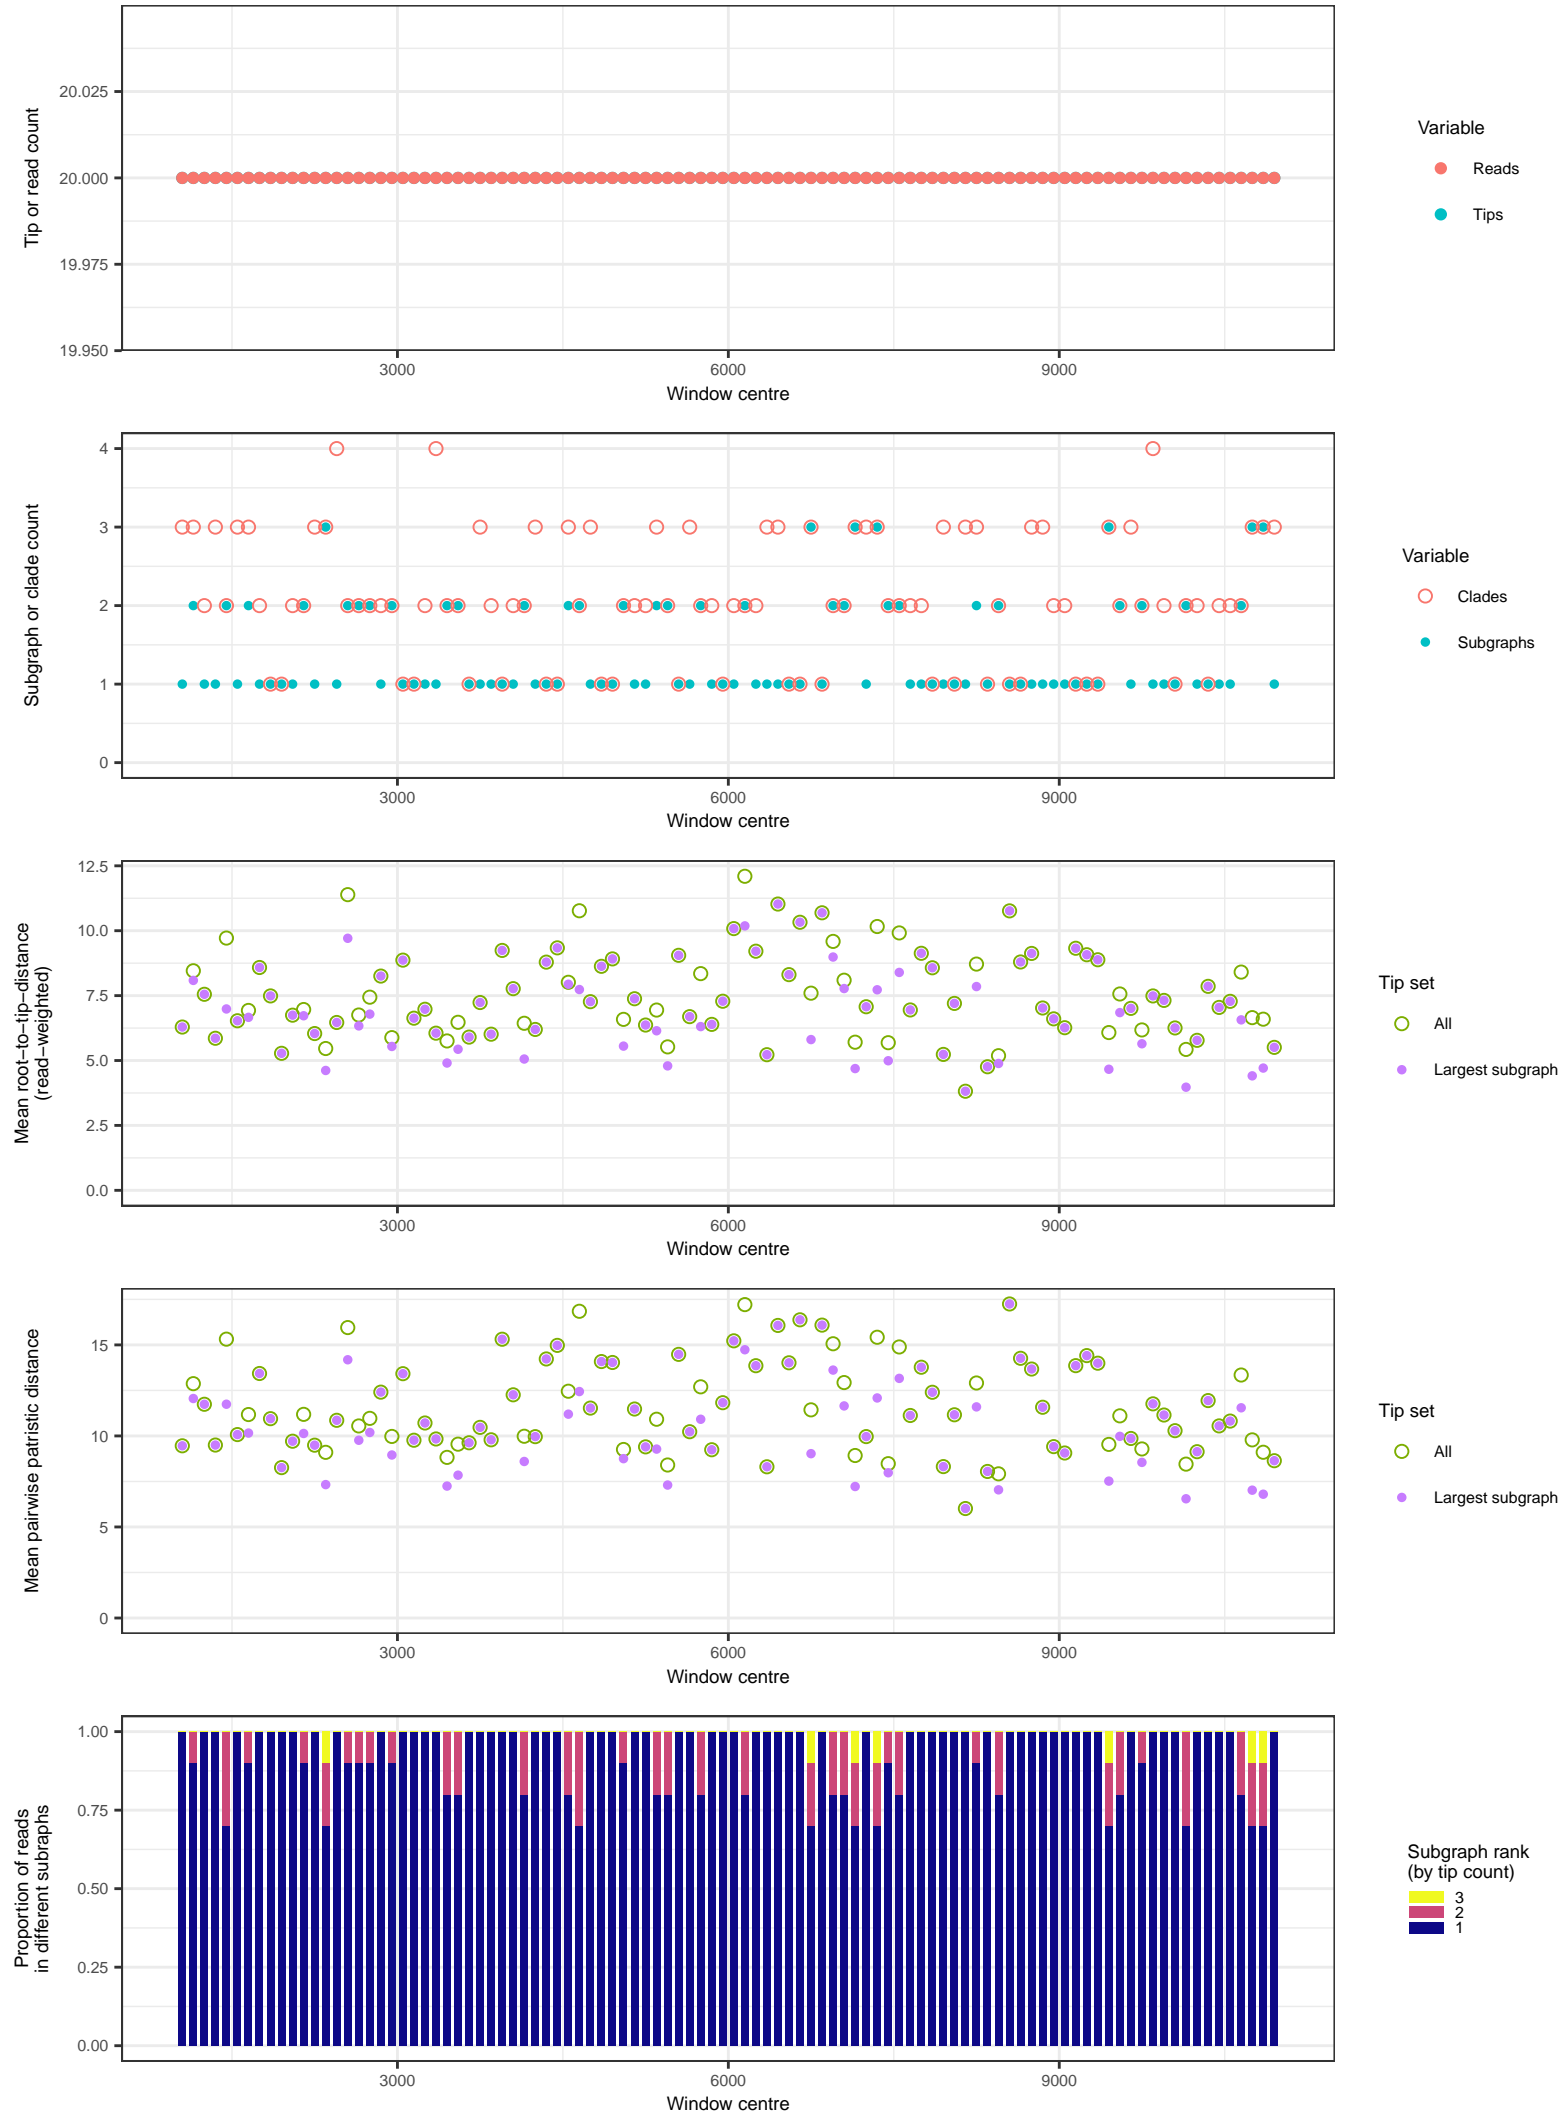 20.025
20.000
19.975
19.950
Tip or read count
3000
6000
9000
Window centre
Variable
Reads
Tips
4
3
2
1
0
Subgraph or clade count
3000
6000
9000
Window centre
Variable
Clades
Subgraphs
12.5
10.0
7.5
5.0
2.5
0.0
Mean root−to−tip−distance
(read−weighted)
3000
6000
9000
Window centre
Tip set
All
Largest subgraph
15
10
5
0
Mean pairwise patristic distance
3000
6000
9000
Window centre
Tip set
All
Largest subgraph
1.00
0.75
0.50
0.25
0.00
Proportion of reads
in different subraphs
3000
6000
9000
Window centre
Subgraph rank
(by tip count)
3
2
1